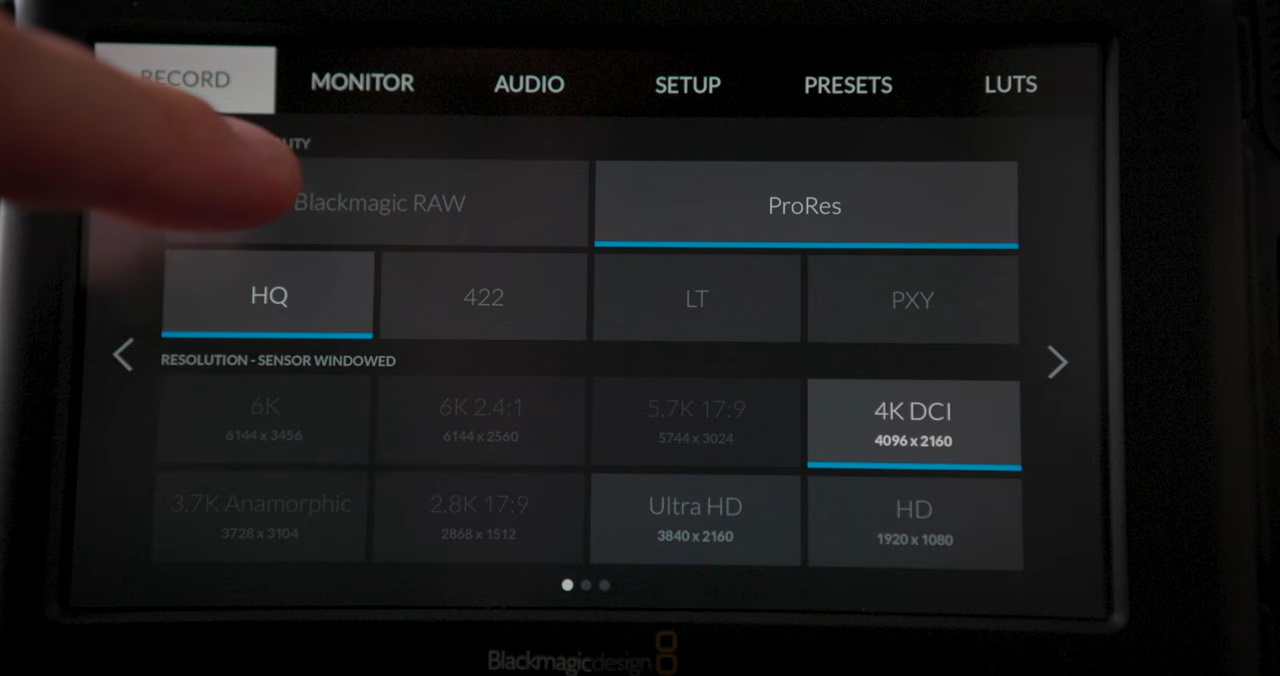 RECORD MONITOR AUDIO SETUP PRESETS LUTS
Blackmagic RAW ProRes
HQ 422 LT PXY
RESOLUTION - SENSOR WINDOWED
6K 6K 2.4:1 5.7K 17:9 4K DCI
6144 x 3456 6144 x 2560 5744 x 3024 4096 x 2160
3.7K Anamorphic 2.8K 17:9 Ultra HD HD
3728 x 3104 2868 x 1512 3840 x 2160 1920 x 1080
Blackmagicdesign